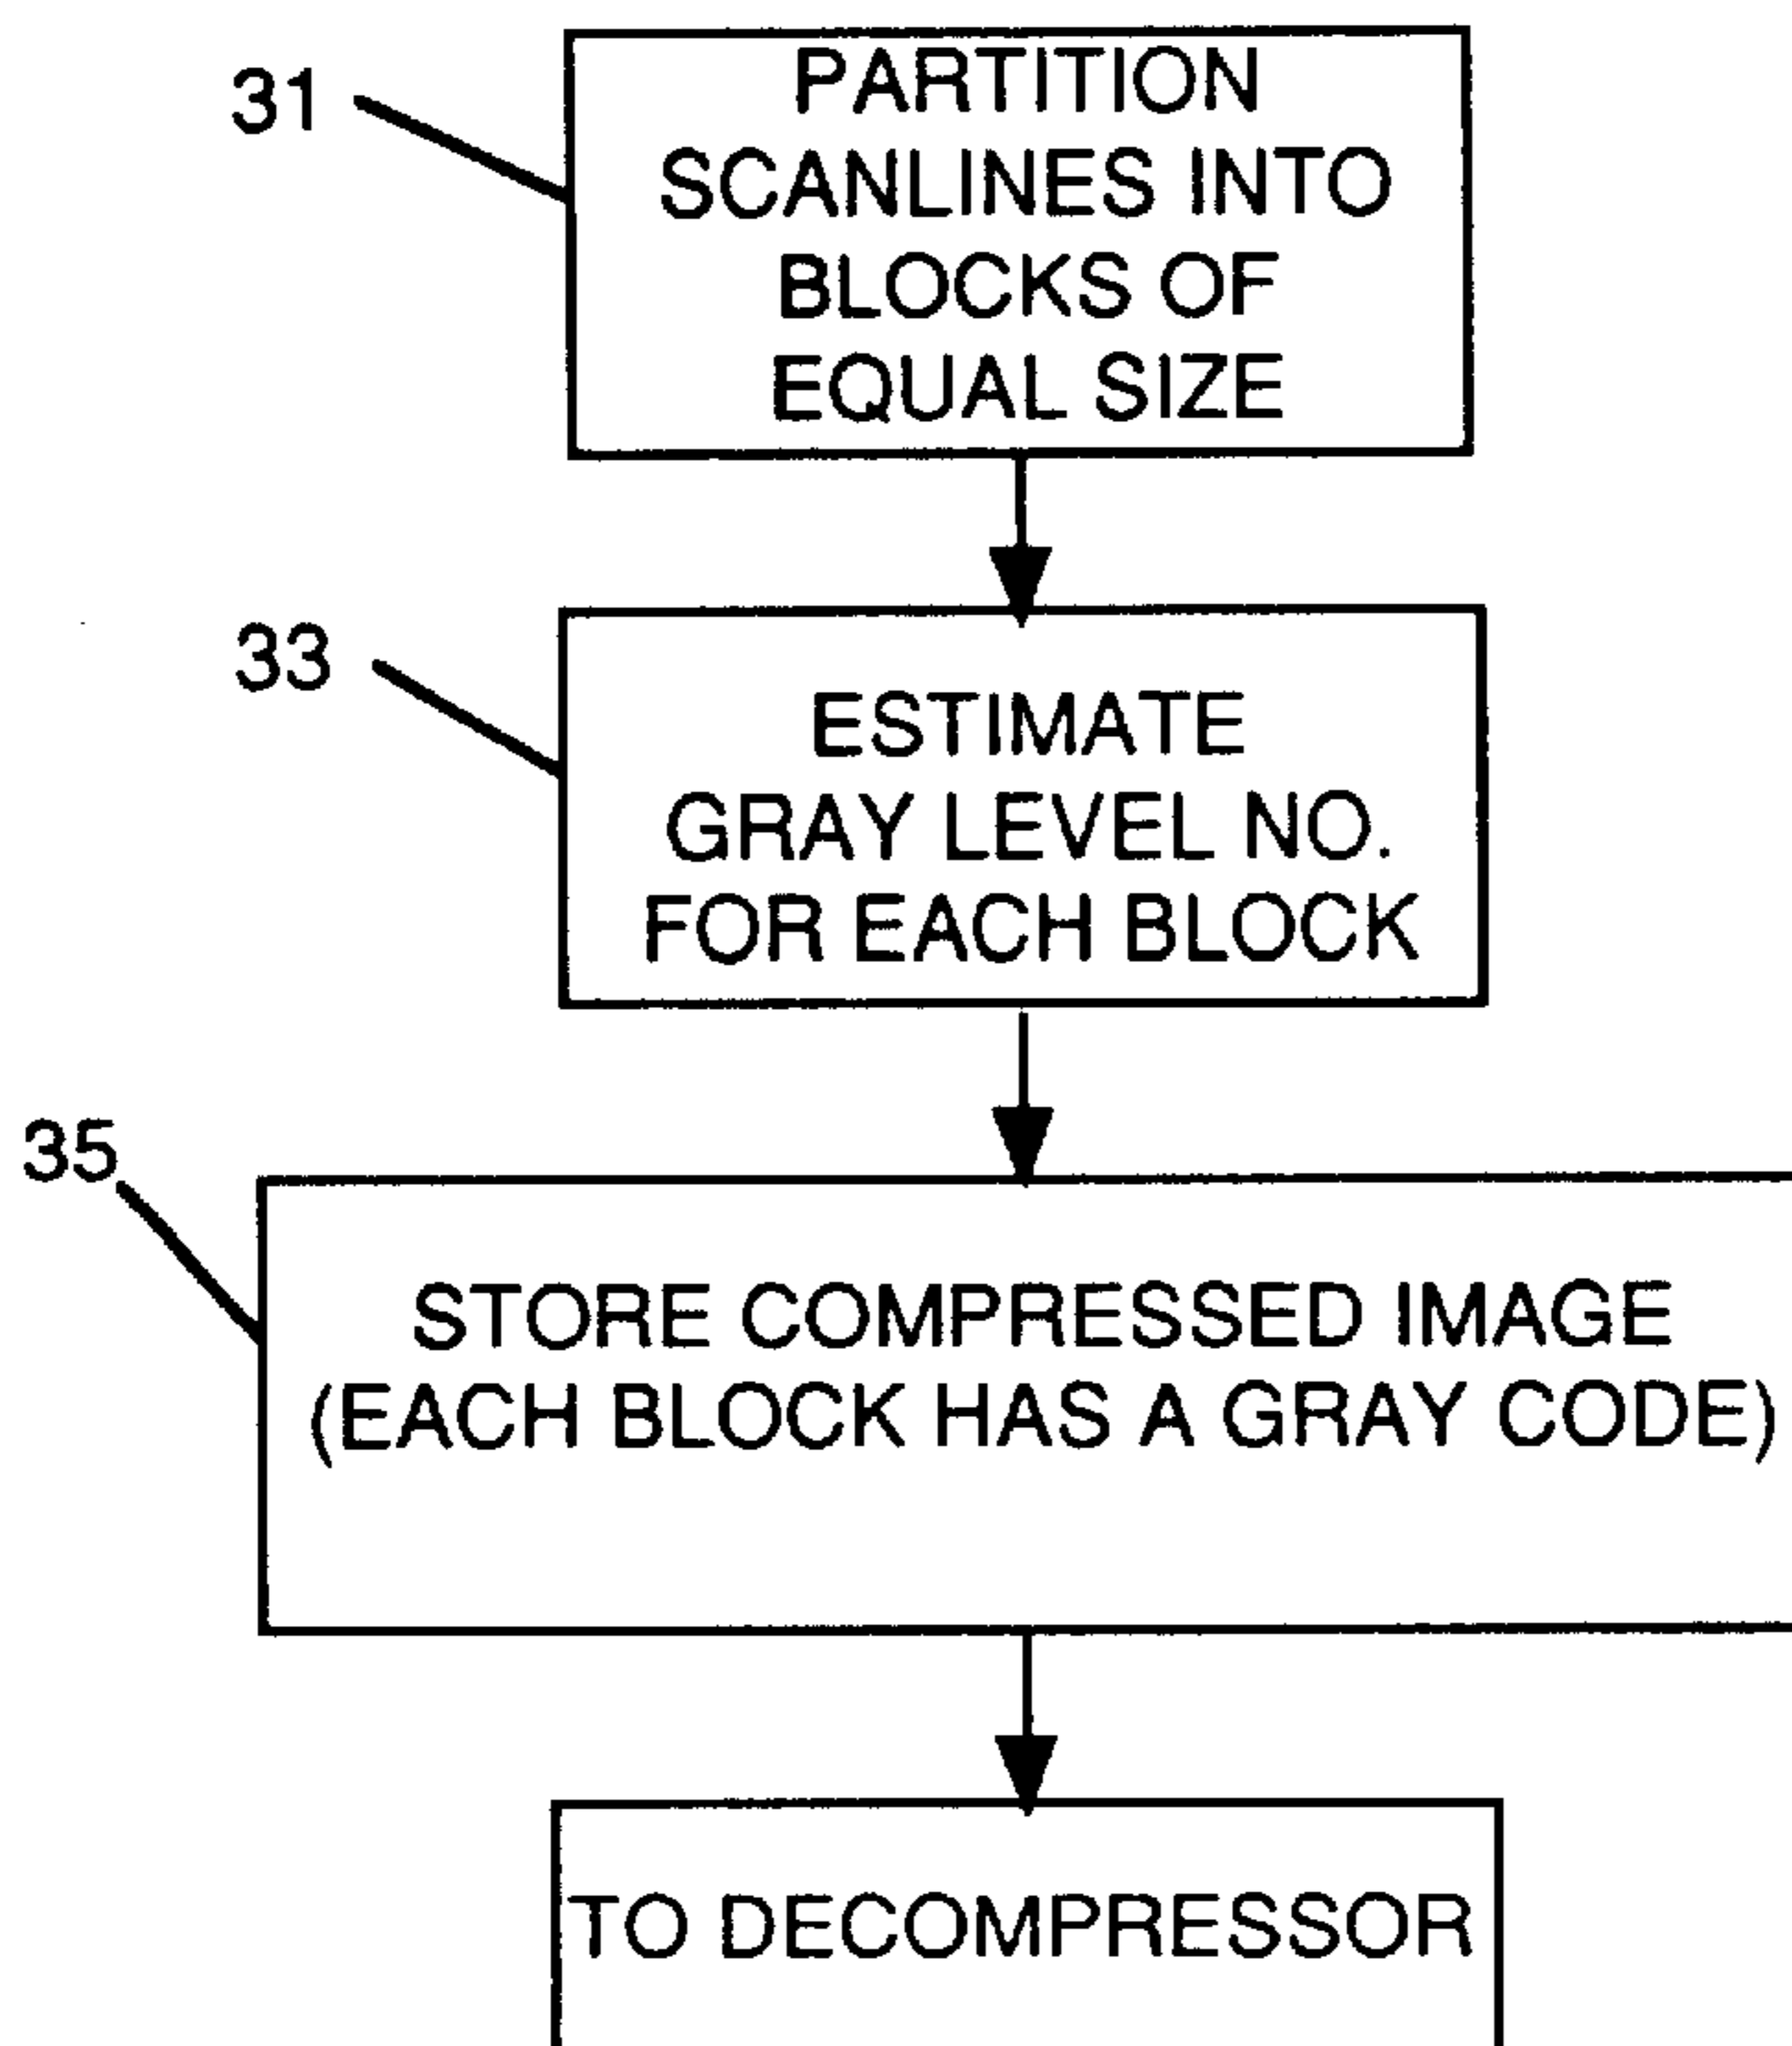 31
PARTITION
SCANLINES INTO
BLOCKS OF
EQUAL SIZE
33
ESTIMATE
GRAY LEVEL NO.
FOR EACH BLOCK
35
STORE COMPRESSED IMAGE
(EACH BLOCK HAS A GRAY CODE)
TO DECOMPRESSOR